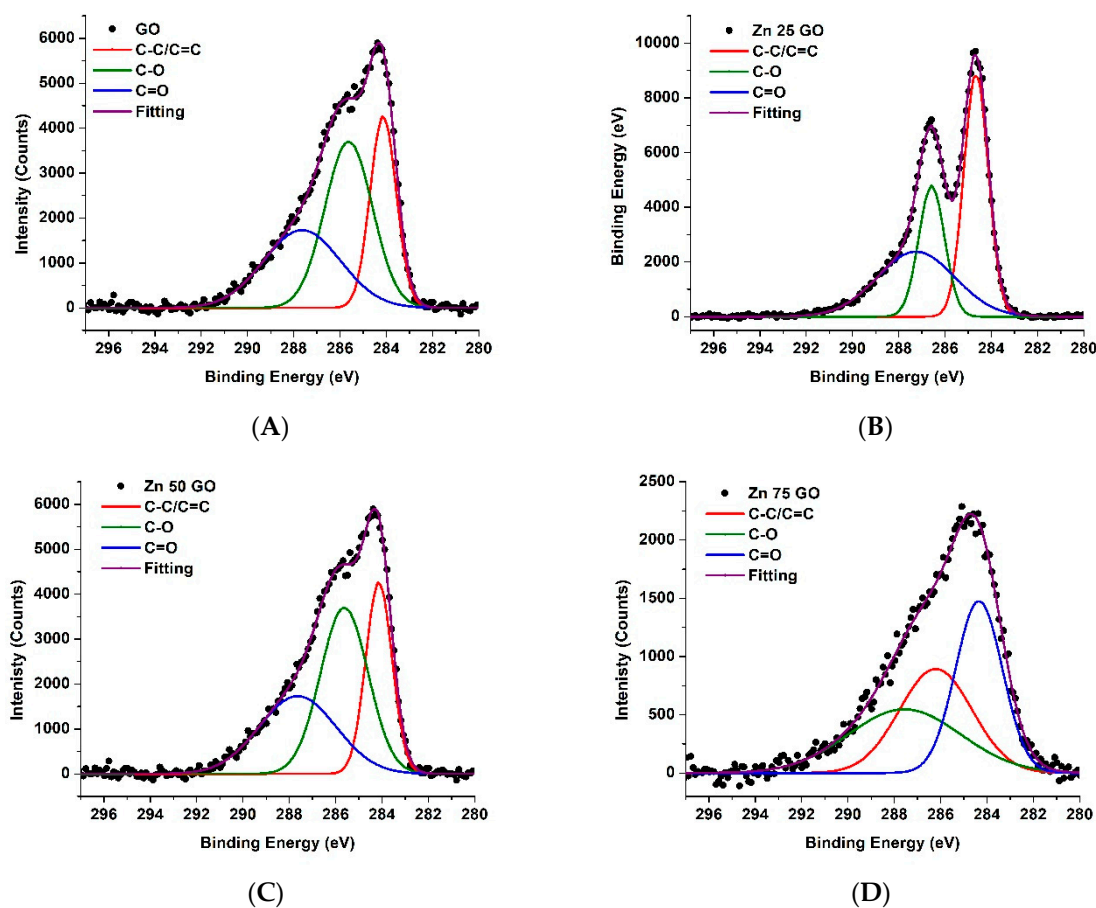 GO
C-C/C=C
C-O
C=O
Fitting
6000
5000
4000
3000
2000
1000
0
Intensity (Counts)
296 294 292 290 288 286 284 282 280
Binding Energy (eV)
(A)
Zn 25 GO
C-C/C=C
C-O
C=O
Fitting
10000
8000
6000
4000
2000
0
Binding Energy (eV)
296 294 292 290 288 286 284 282 280
Binding Energy (eV)
(B)
Zn 50 GO
C-C/C=C
C-O
C=O
Fitting
6000
5000
4000
3000
2000
1000
0
Intenisty (Counts)
296 294 292 290 288 286 284 282 280
Binding Energy (eV)
(C)
Zn 75 GO
C-C/C=C
C-O
C=O
Fitting
2500
2000
1500
1000
500
0
Intenisty (Counts)
296 294 292 290 288 286 284 282 280
Binding Energy (eV)
(D)